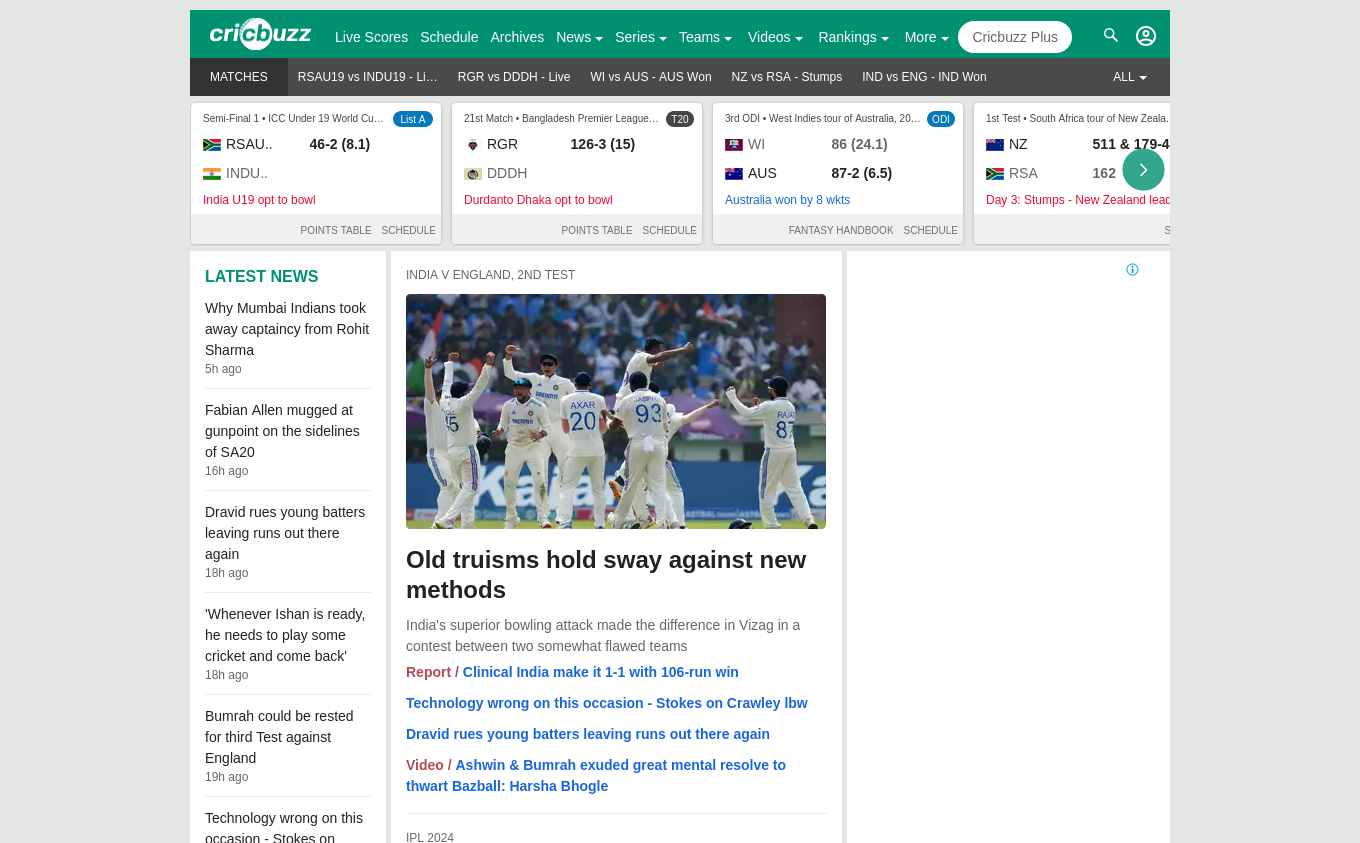 cricbuzz
Live Scores Schedule Archives News Series Teams Videos Rankings More Cricbuzz Plus
MATCHES RSAU19 vs INDU19 - Li… RGR vs DDDH - Live WI vs AUS - AUS Won NZ vs RSA - Stumps IND vs ENG - IND Won ALL
Semi-Final 1 • ICC Under 19 World Cu… List A
RSAU.. 46-2 (8.1)
INDU..
India U19 opt to bowl
POINTS TABLE SCHEDULE
21st Match • Bangladesh Premier League… T20
RGR 126-3 (15)
DDDH
Durdanto Dhaka opt to bowl
POINTS TABLE SCHEDULE
3rd ODI • West Indies tour of Australia, 20… ODI
WI 86 (24.1)
AUS 87-2 (6.5)
Australia won by 8 wkts
FANTASY HANDBOOK SCHEDULE
1st Test • South Africa tour of New Zeala.
NZ 511 & 179-4
RSA 162
Day 3: Stumps - New Zealand lead
S
LATEST NEWS
Why Mumbai Indians took
away captaincy from Rohit
Sharma
5h ago
Fabian Allen mugged at
gunpoint on the sidelines
of SA20
16h ago
Dravid rues young batters
leaving runs out there
again
18h ago
'Whenever Ishan is ready,
he needs to play some
cricket and come back'
18h ago
Bumrah could be rested
for third Test against
England
19h ago
Technology wrong on this
occasion - Stokes on
INDIA V ENGLAND, 2ND TEST
AXAR
20
93
DREAM11
Old truisms hold sway against new
methods
India's superior bowling attack made the difference in Vizag in a
contest between two somewhat flawed teams
Report / Clinical India make it 1-1 with 106-run win
Technology wrong on this occasion - Stokes on Crawley lbw
Dravid rues young batters leaving runs out there again
Video / Ashwin & Bumrah exuded great mental resolve to
thwart Bazball: Harsha Bhogle
IPL 2024